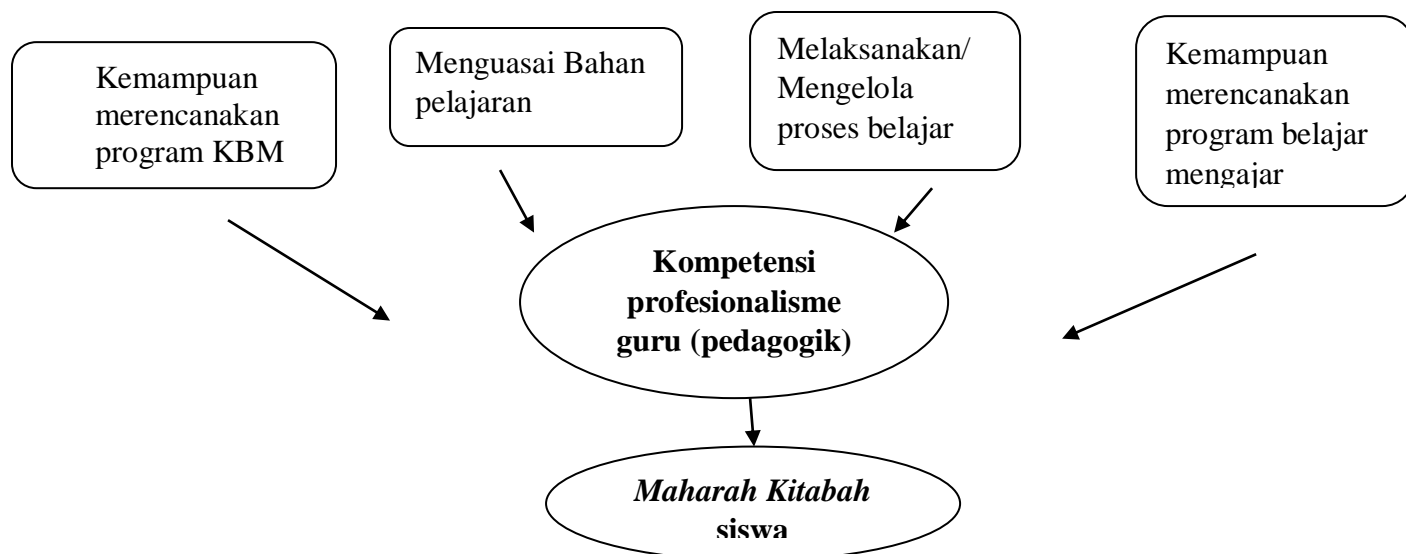 Kemampuan
merencanakan
program KBM
Menguasai Bahan
pelajaran
Melaksanakan/
Mengelola
proses belajar
Kemampuan
merencanakan
program belajar
mengajar
Kompetensi
profesionalisme
guru (pedagogik)
Maharah Kitabah
siswa